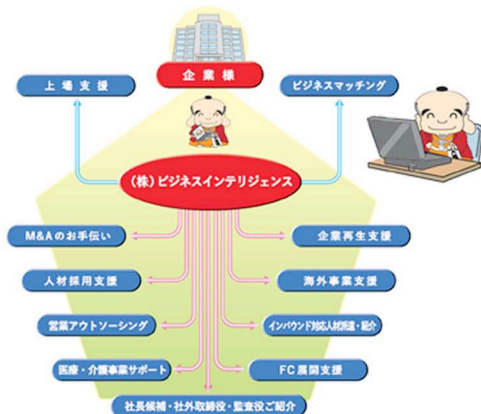 企業様
上場支援
ビジネスマッチング
(株)ビジネスインテリジェンス
M&Aのお手伝い
企業再生支援
人材採用支援
海外事業支援
営業アウトソーシング
インバウンド対応人材派遣・紹介
医療・介護事業サポート
FC展開支援
社長候補・社外取締役・監査役ご紹介